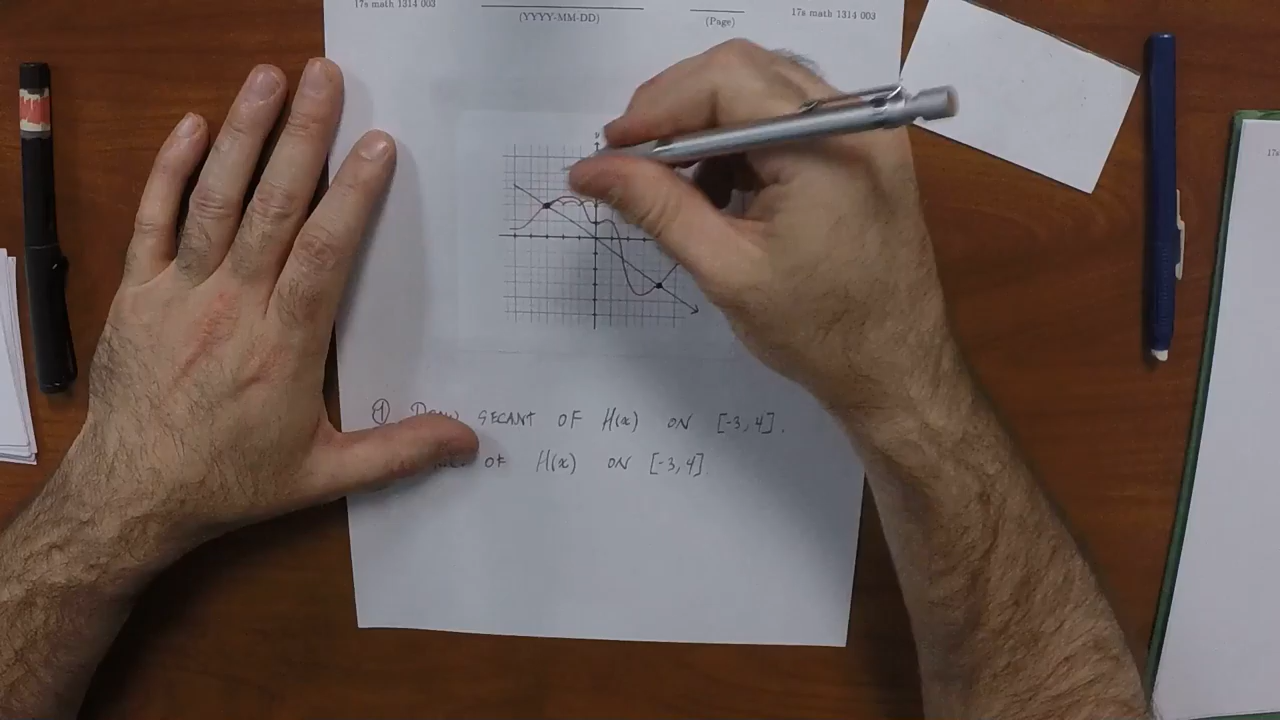 17s math 1314 003
(YYYY-MM-DD)
(Page)
17s math 1314 003
y
① DRAW SECANT OF H(x) ON [-3, 4].
OF H(x) ON [-3, 4].